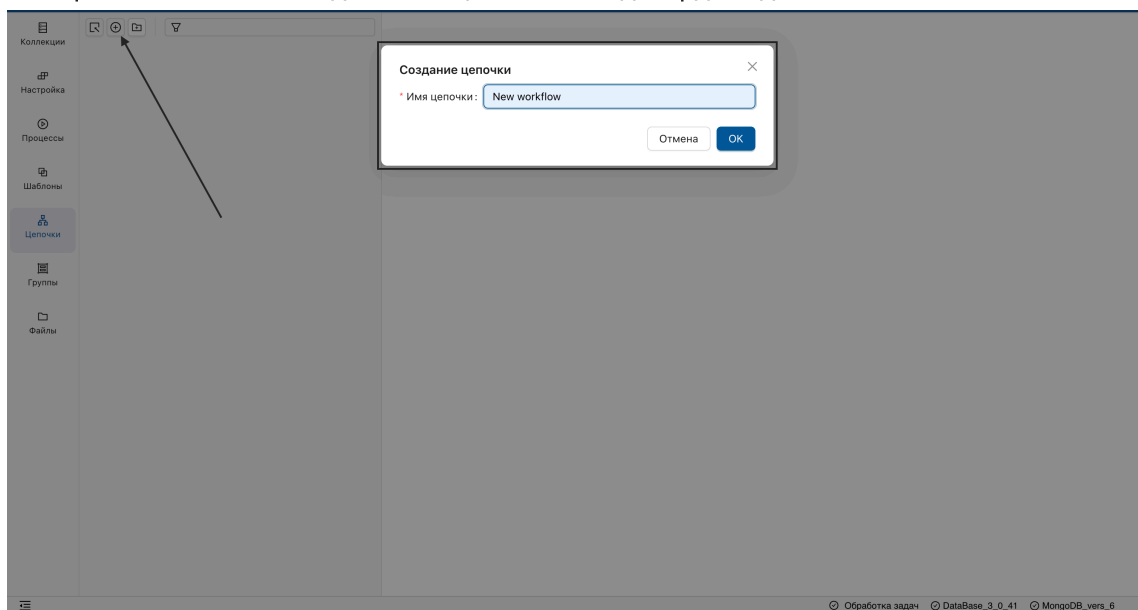 Коллекции
Настройка
Процессы
Шаблоны
Цепочки
Группы
Файлы
Создание цепочки
* Имя цепочки: New workflow
Отмена OK
Обработка задач DataBase_3_0_41 MongoDB_vers_6